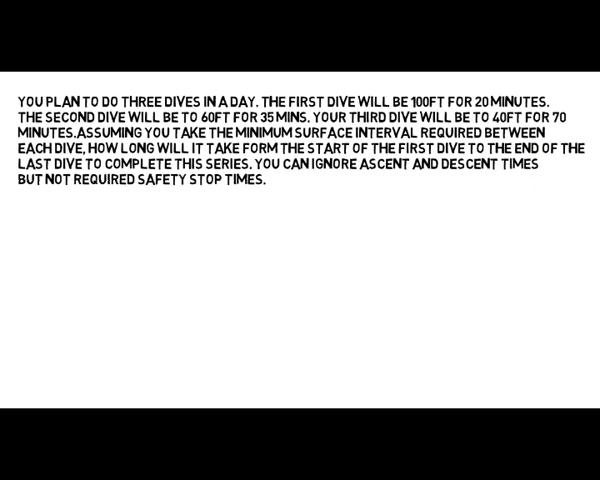 YOU PLAN TO DO THREE DIVES IN A DAY. THE FIRST DIVE WILL BE 100FT FOR 20 MINUTES.
THE SECOND DIVE WILL BE TO 60FT FOR 35 MINS. YOUR THIRD DIVE WILL BE TO 40FT FOR 70
MINUTES.ASSUMING YOU TAKE THE MINIMUM SURFACE INTERVAL REQUIRED BETWEEN
EACH DIVE, HOW LONG WILL IT TAKE FORM THE START OF THE FIRST DIVE TO THE END OF THE
LAST DIVE TO COMPLETE THIS SERIES. YOU CAN IGNORE ASCENT AND DESCENT TIMES
BUT NOT REQUIRED SAFETY STOP TIMES.